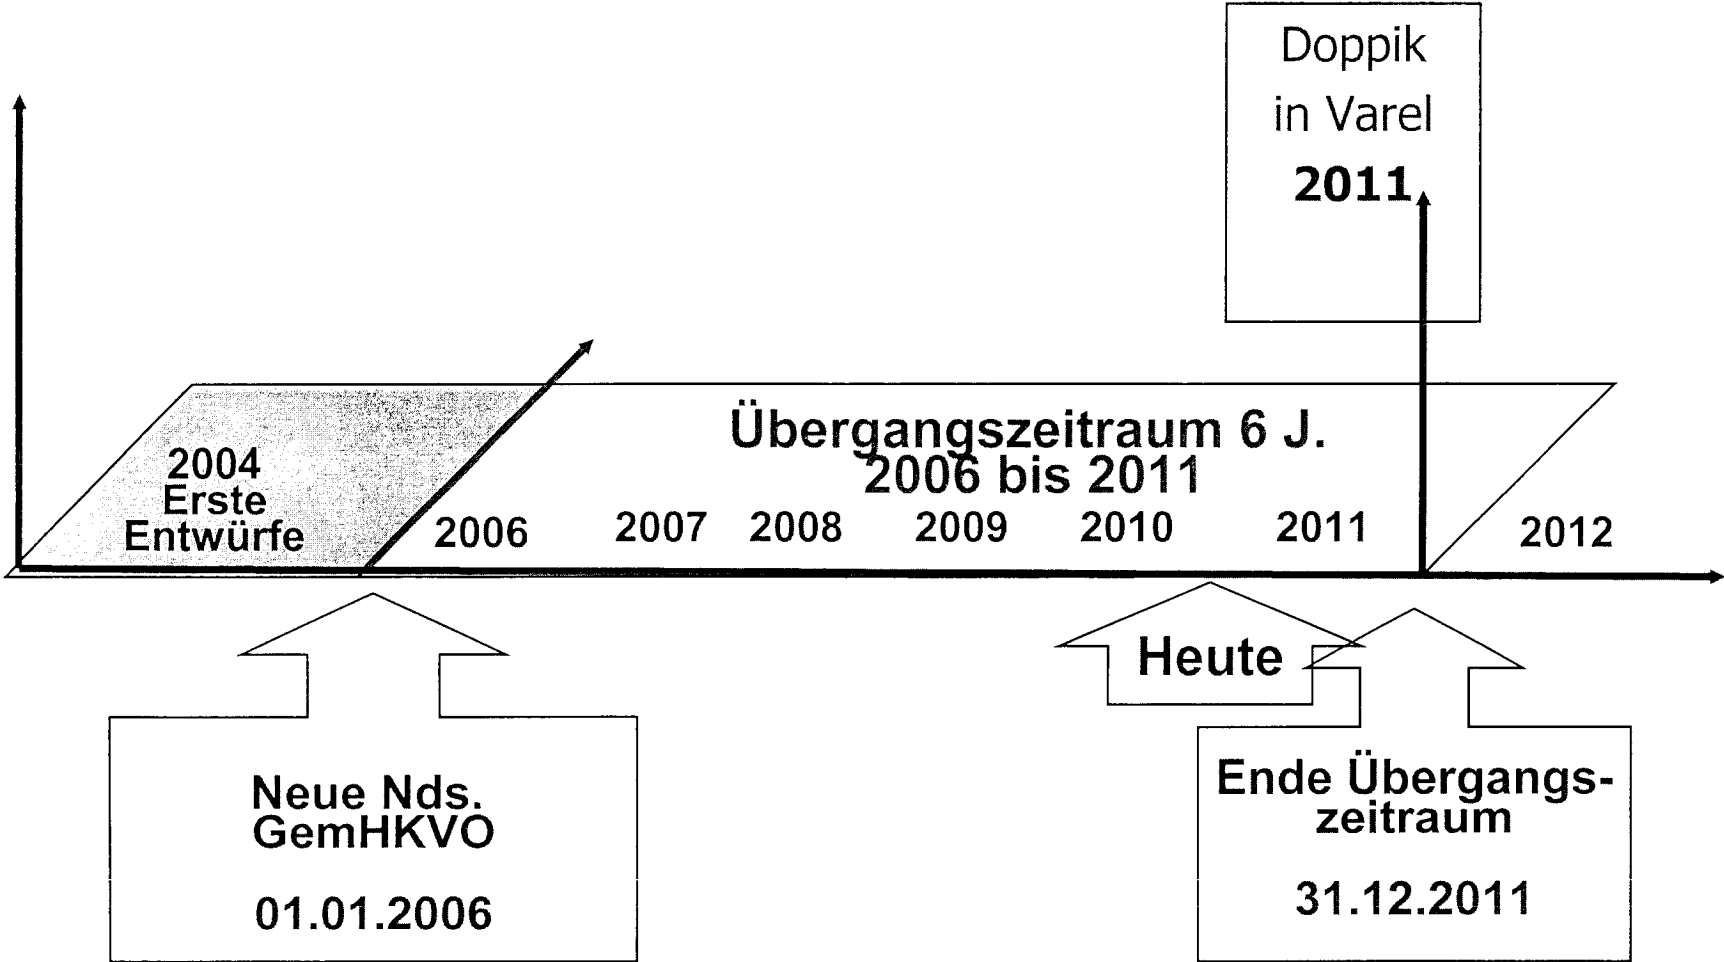 Doppik
in Varel
2011
Übergangszeitraum 6 J.
2006 bis 2011
2004
Erste
Entwürfe
2006 2007 2008 2009 2010 2011 2012
Heute
Neue Nds.
GemHKVO
01.01.2006
Ende Übergangs-
zeitraum
31.12.2011